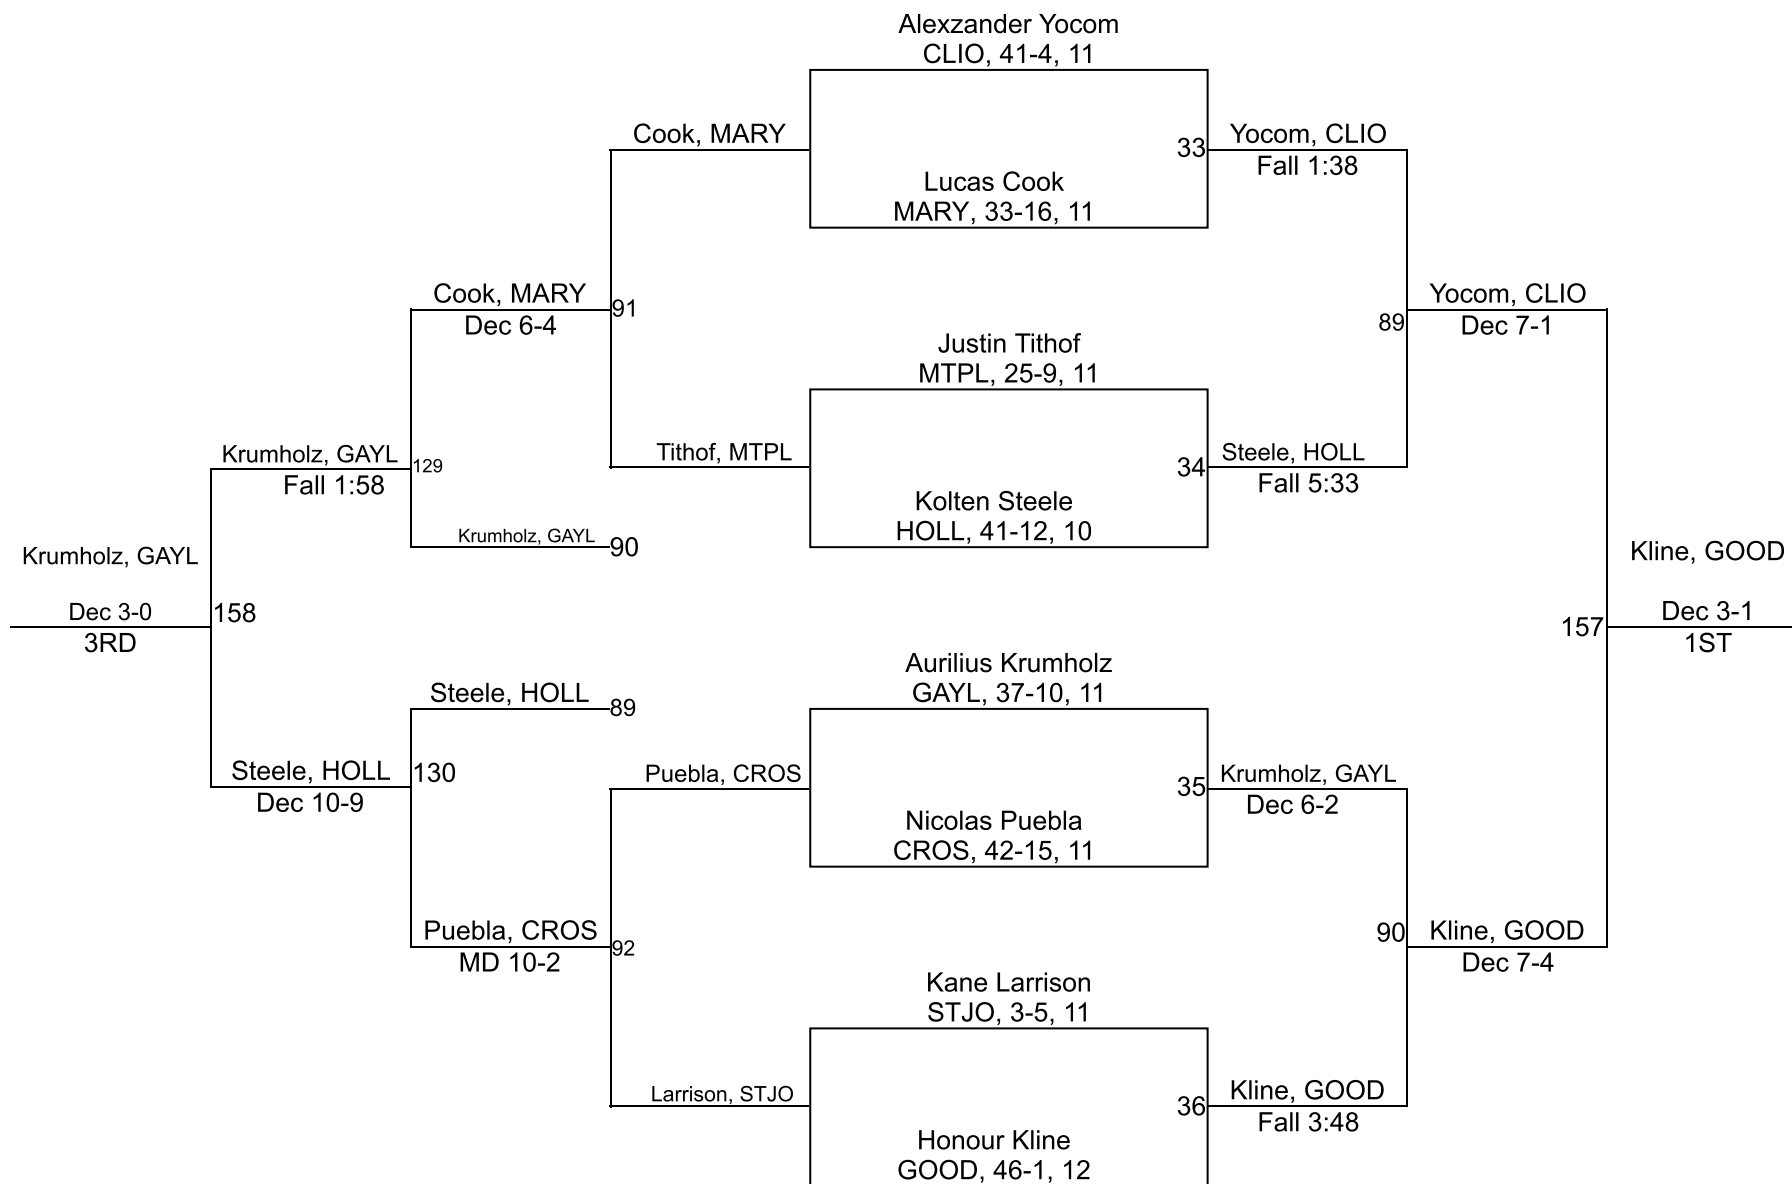 Alexzander Yocom
CLIO, 41-4, 11
Cook, MARY
33
Yocom, CLIO
Fall 1:38
Lucas Cook
MARY, 33-16, 11
Cook, MARY
Dec 6-4
91
Yocom, CLIO
Dec 7-1
89
Justin Tithof
MTPL, 25-9, 11
Krumholz, GAYL
Fall 1:58
129
Tithof, MTPL
34
Steele, HOLL
Fall 5:33
Kolten Steele
HOLL, 41-12, 10
Krumholz, GAYL
90
Krumholz, GAYL
Dec 3-0
3RD
158
Kline, GOOD
Dec 3-1
1ST
157
Aurilius Krumholz
GAYL, 37-10, 11
Steele, HOLL
89
Steele, HOLL
Dec 10-9
130
Puebla, CROS
35
Krumholz, GAYL
Dec 6-2
Nicolas Puebla
CROS, 42-15, 11
Puebla, CROS
MD 10-2
92
90
Kline, GOOD
Dec 7-4
Kane Larrison
STJO, 3-5, 11
Larrison, STJO
36
Kline, GOOD
Fall 3:48
Honour Kline
GOOD, 46-1, 12